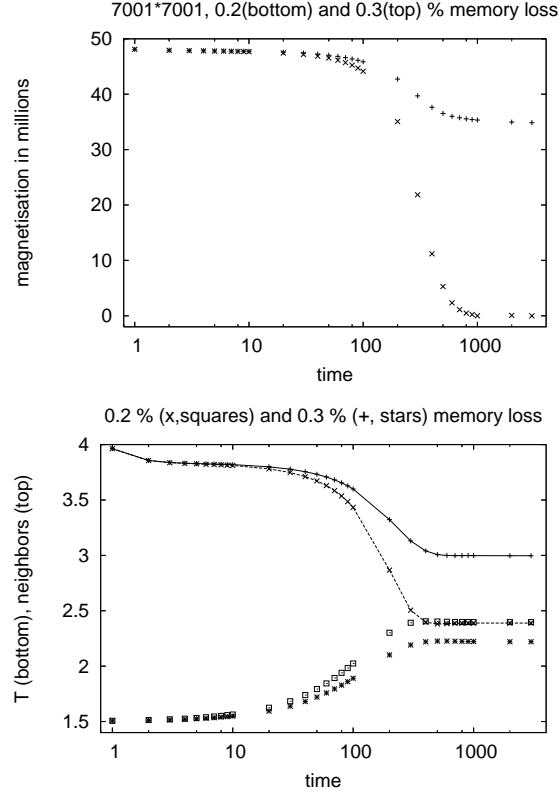 7001*7001, 0.2(bottom) and 0.3(top) % memory loss
50
40
30
20
10
0
magnetisation in millions
1 10 100 1000
time
0.2 % (x,squares) and 0.3 % (+, stars) memory loss
4
3.5
3
2.5
2
1.5
T (bottom), neighbors (top)
1 10 100 1000
time